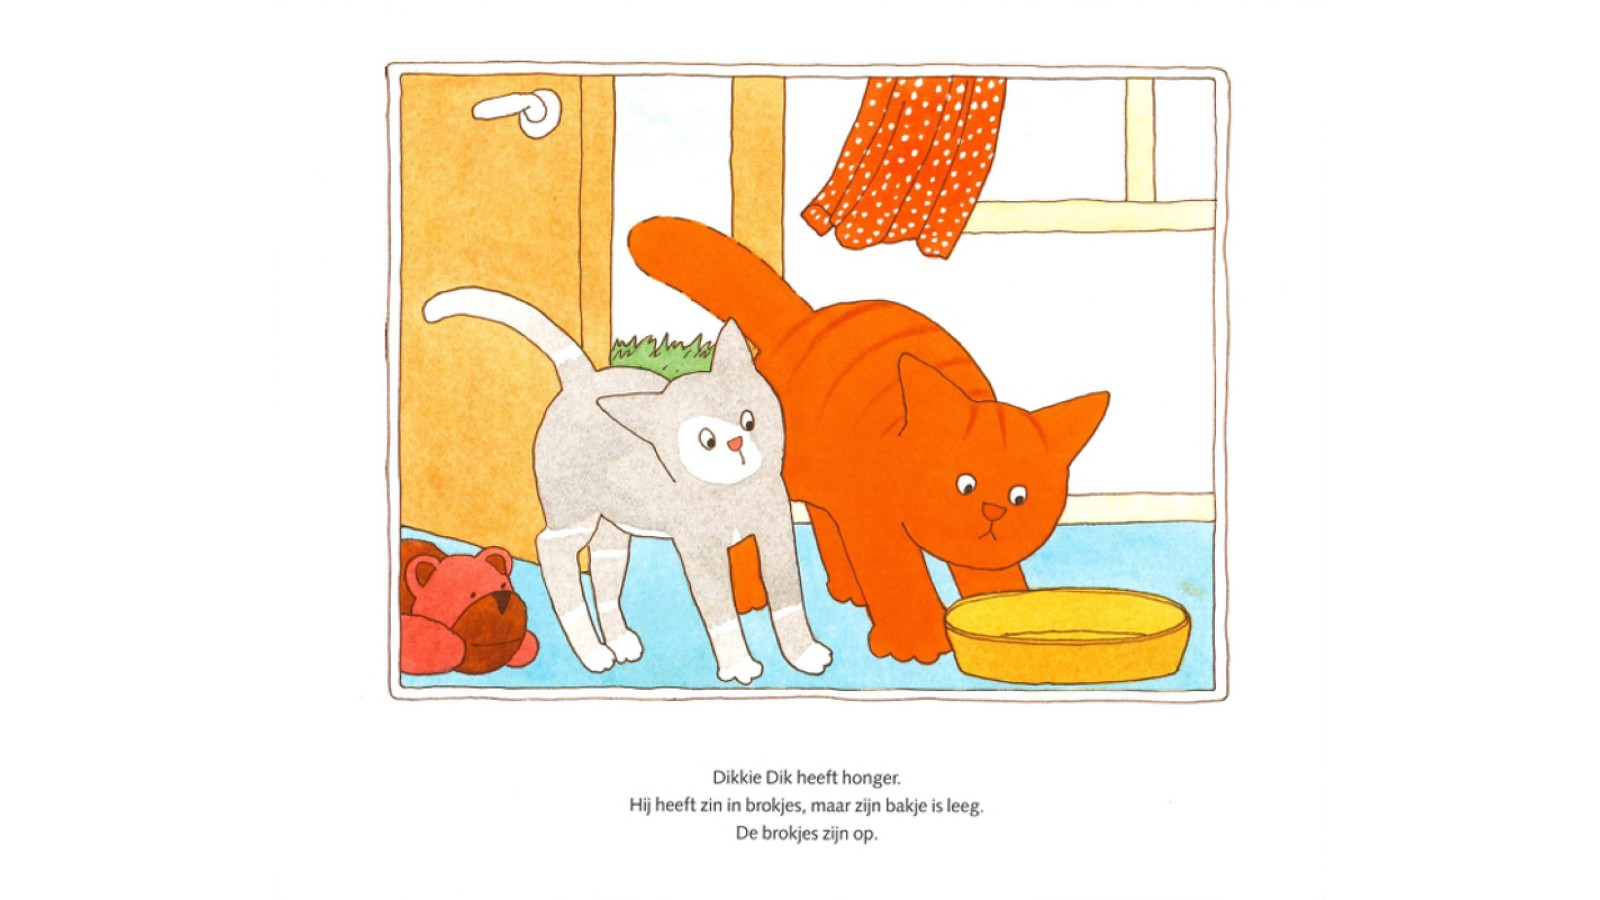 Dikkie Dik heeft honger.
Hij heeft zin in brokjes, maar zijn bakje is leeg.
De brokjes zijn op.